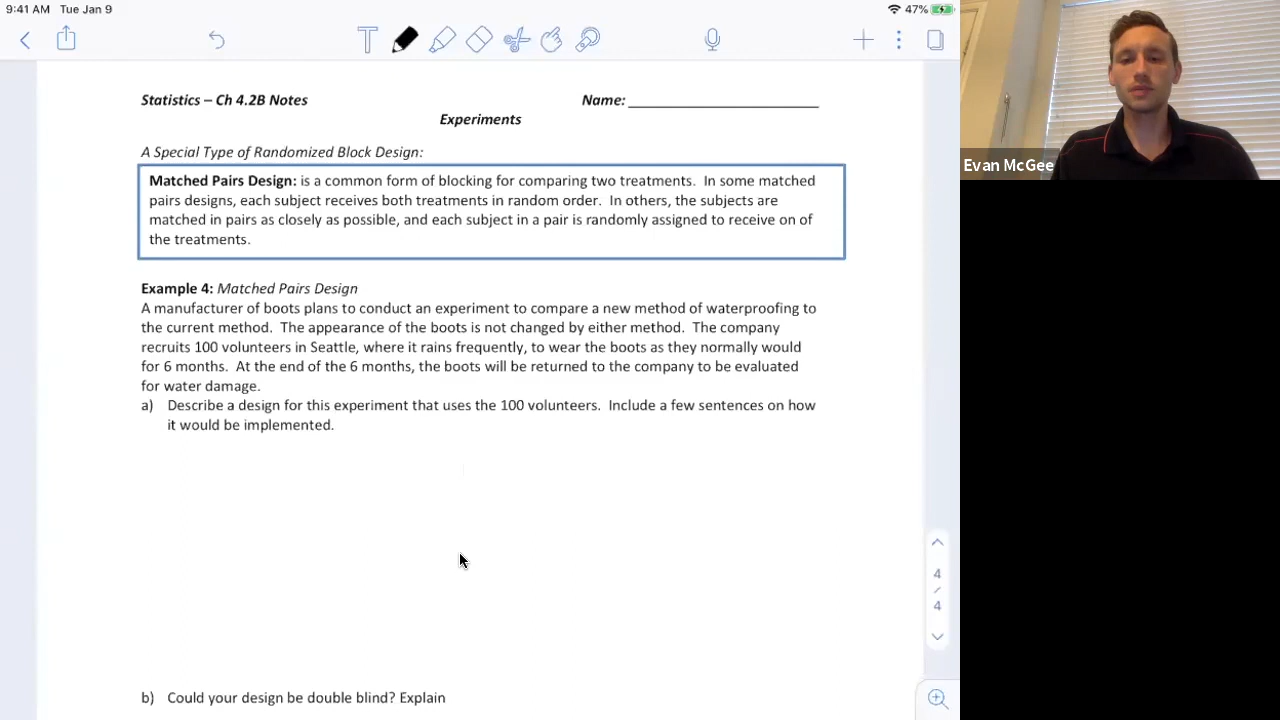 9:41 AM Tue Jan 9
47%
Statistics – Ch 4.2B Notes
Name: ________________________
Experiments
A Special Type of Randomized Block Design:
Matched Pairs Design: is a common form of blocking for comparing two treatments. In some matched
pairs designs, each subject receives both treatments in random order. In others, the subjects are
matched in pairs as closely as possible, and each subject in a pair is randomly assigned to receive on of
the treatments.
Example 4: Matched Pairs Design
A manufacturer of boots plans to conduct an experiment to compare a new method of waterproofing to
the current method. The appearance of the boots is not changed by either method. The company
recruits 100 volunteers in Seattle, where it rains frequently, to wear the boots as they normally would
for 6 months. At the end of the 6 months, the boots will be returned to the company to be evaluated
for water damage.
a) Describe a design for this experiment that uses the 100 volunteers. Include a few sentences on how
it would be implemented.
b) Could your design be double blind? Explain
4
/
4
Evan McGee